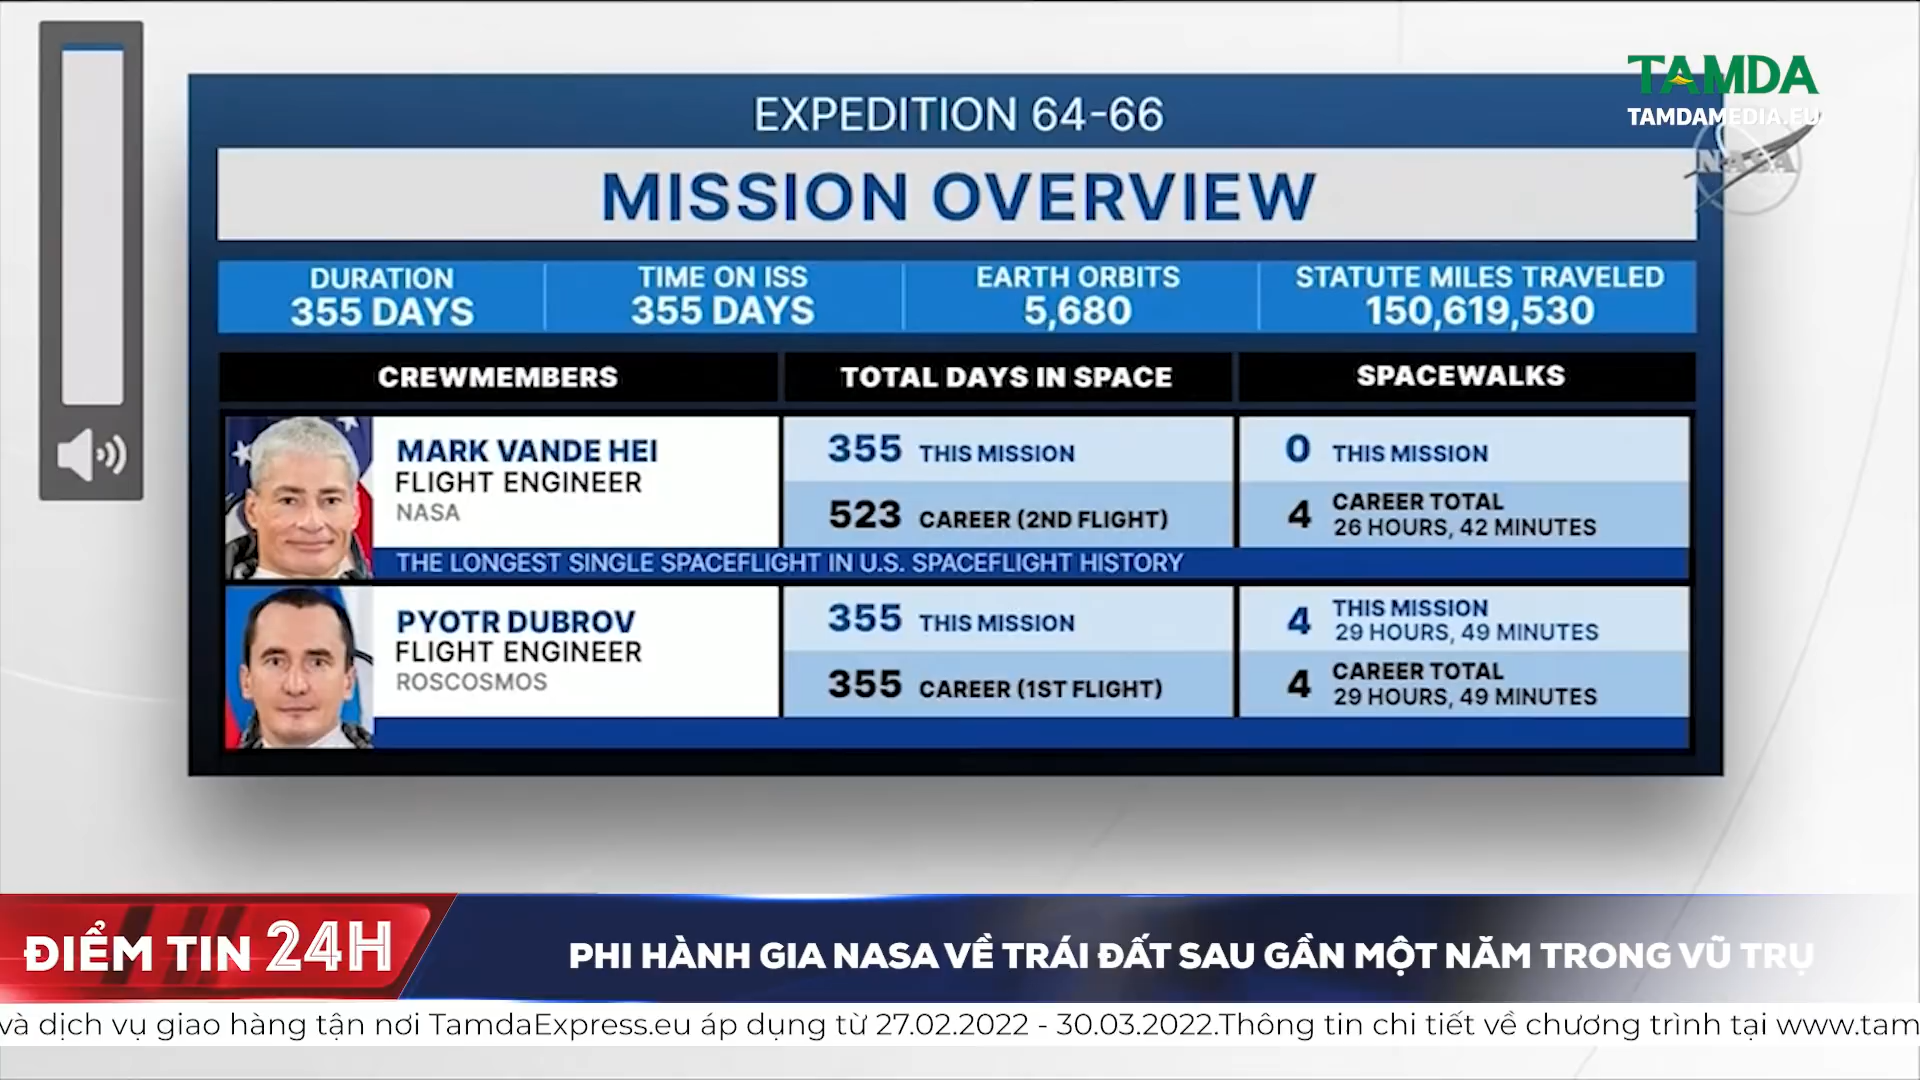 TAMDA
TAMDAMEDIA.EU
NASA
EXPEDITION 64-66
MISSION OVERVIEW
DURATION
355 DAYS
TIME ON ISS
355 DAYS
EARTH ORBITS
5,680
STATUTE MILES TRAVELED
150,619,530
CREWMEMBERS
TOTAL DAYS IN SPACE
SPACEWALKS
MARK VANDE HEI
FLIGHT ENGINEER
NASA
355 THIS MISSION
523 CAREER (2ND FLIGHT)
0 THIS MISSION
4 CAREER TOTAL
26 HOURS, 42 MINUTES
THE LONGEST SINGLE SPACEFLIGHT IN U.S. SPACEFLIGHT HISTORY
PYOTR DUBROV
FLIGHT ENGINEER
ROSCOSMOS
355 THIS MISSION
355 CAREER (1ST FLIGHT)
4 THIS MISSION
29 HOURS, 49 MINUTES
4 CAREER TOTAL
29 HOURS, 49 MINUTES
ĐIỂM TIN 24H
PHI HÀNH GIA NASA VỀ TRÁI ĐẤT SAU GẦN MỘT NĂM TRONG VŨ TRỤ
và dịch vụ giao hàng tận nơi TamdaExpress.eu áp dụng từ 27.02.2022 - 30.03.2022.Thông tin chi tiết về chương trình tại www.tam